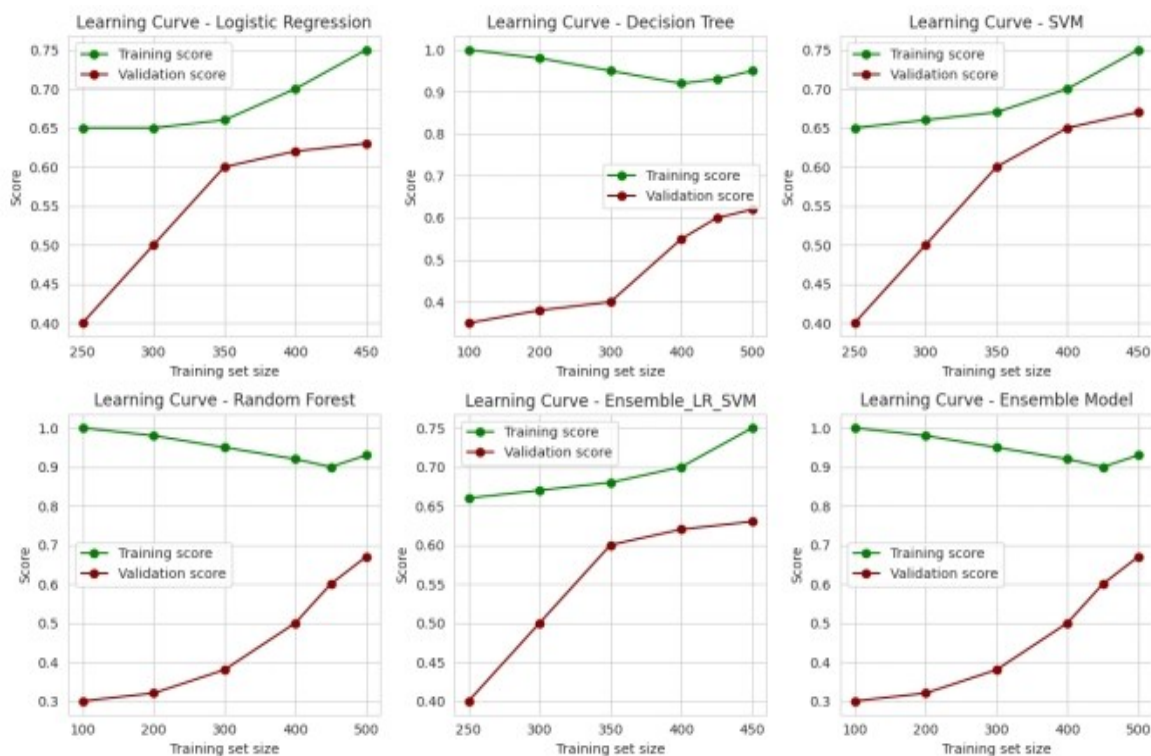 Learning Curve - Logistic Regression
0.75
0.70
0.65
0.60
0.55
0.50
0.45
0.40
Score
Training score
Validation score
250 300 350 400 450
Training set size
Learning Curve - Decision Tree
1.0
0.9
0.8
0.7
0.6
0.5
0.4
Score
Training score
Validation score
100 200 300 400 500
Training set size
Learning Curve - SVM
0.75
0.70
0.65
0.60
0.55
0.50
0.45
0.40
Score
Training score
Validation score
250 300 350 400 450
Training set size
Learning Curve - Random Forest
1.0
0.9
0.8
0.7
0.6
0.5
0.4
0.3
Score
Training score
Validation score
100 200 300 400 500
Training set size
Learning Curve - Ensemble_LR_SVM
0.75
0.70
0.65
0.60
0.55
0.50
0.45
0.40
Score
Training score
Validation score
250 300 350 400 450
Training set size
Learning Curve - Ensemble Model
1.0
0.9
0.8
0.7
0.6
0.5
0.4
0.3
Score
Training score
Validation score
100 200 300 400 500
Training set size